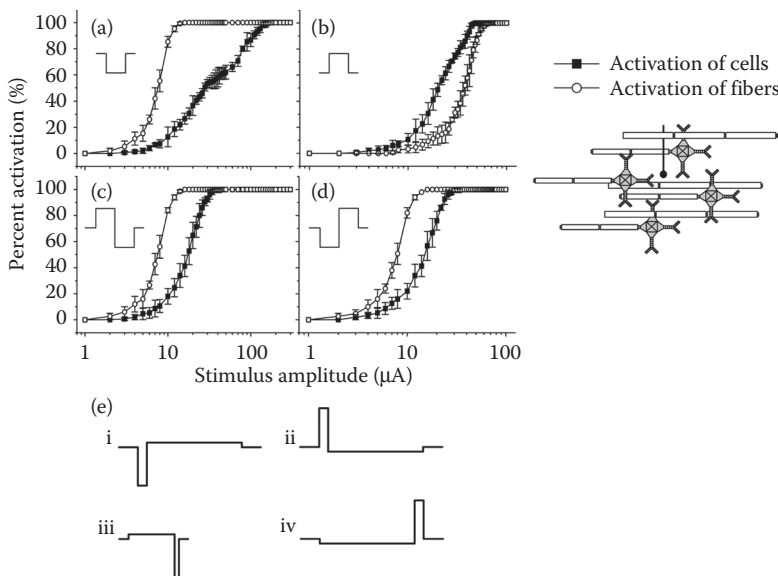 (a)
(b)
(c)
(d)
100
80
60
40
20
0
100
80
60
40
20
0
Percent activation (%)
1
10
100
1
10
100
Stimulus amplitude (μA)
Activation of cells
Activation of fibers
(e)
i
ii
iii
iv